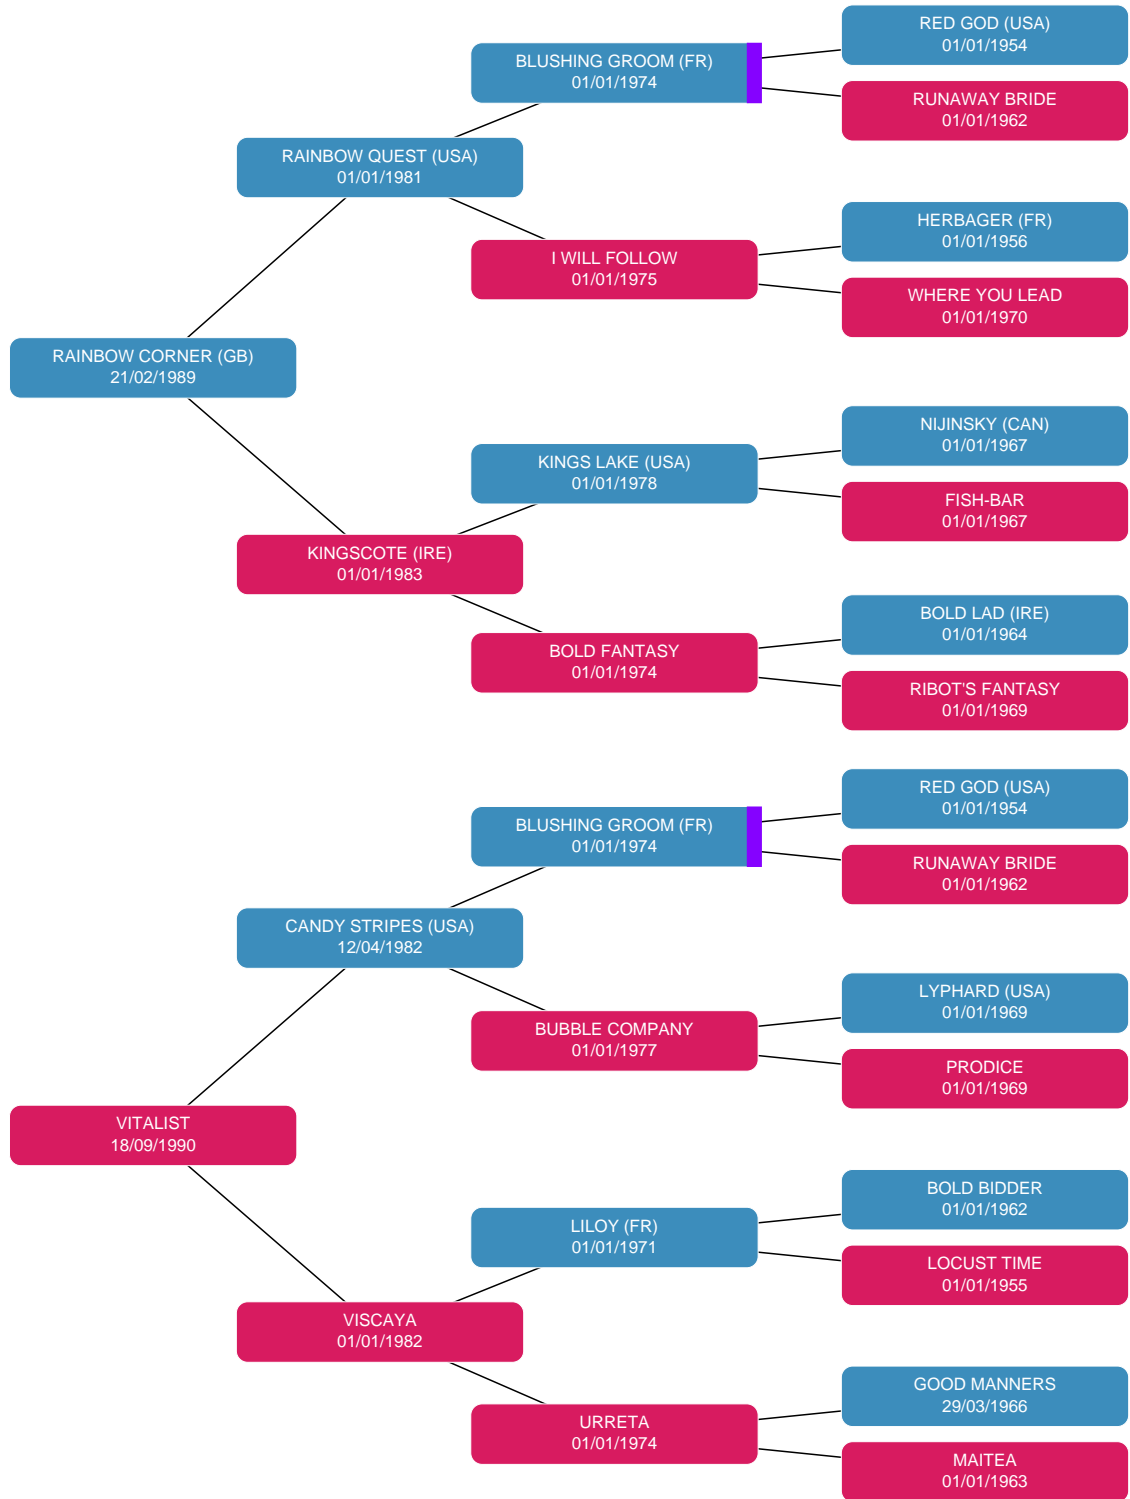 RED GOD (USA)
01/01/1954
BLUSHING GROOM (FR)
01/01/1974
RUNAWAY BRIDE
01/01/1962
RAINBOW QUEST (USA)
01/01/1981
HERBAGER (FR)
01/01/1956
I WILL FOLLOW
01/01/1975
WHERE YOU LEAD
01/01/1970
RAINBOW CORNER (GB)
21/02/1989
NIJINSKY (CAN)
01/01/1967
KINGS LAKE (USA)
01/01/1978
FISH-BAR
01/01/1967
KINGSCOTE (IRE)
01/01/1983
BOLD LAD (IRE)
01/01/1964
BOLD FANTASY
01/01/1974
RIBOT'S FANTASY
01/01/1969
RED GOD (USA)
01/01/1954
BLUSHING GROOM (FR)
01/01/1974
RUNAWAY BRIDE
01/01/1962
CANDY STRIPES (USA)
12/04/1982
LYPHARD (USA)
01/01/1969
BUBBLE COMPANY
01/01/1977
PRODICE
01/01/1969
VITALIST
18/09/1990
BOLD BIDDER
01/01/1962
LILOY (FR)
01/01/1971
LOCUST TIME
01/01/1955
VISCAYA
01/01/1982
GOOD MANNERS
29/03/1966
URRETA
01/01/1974
MAITEA
01/01/1963